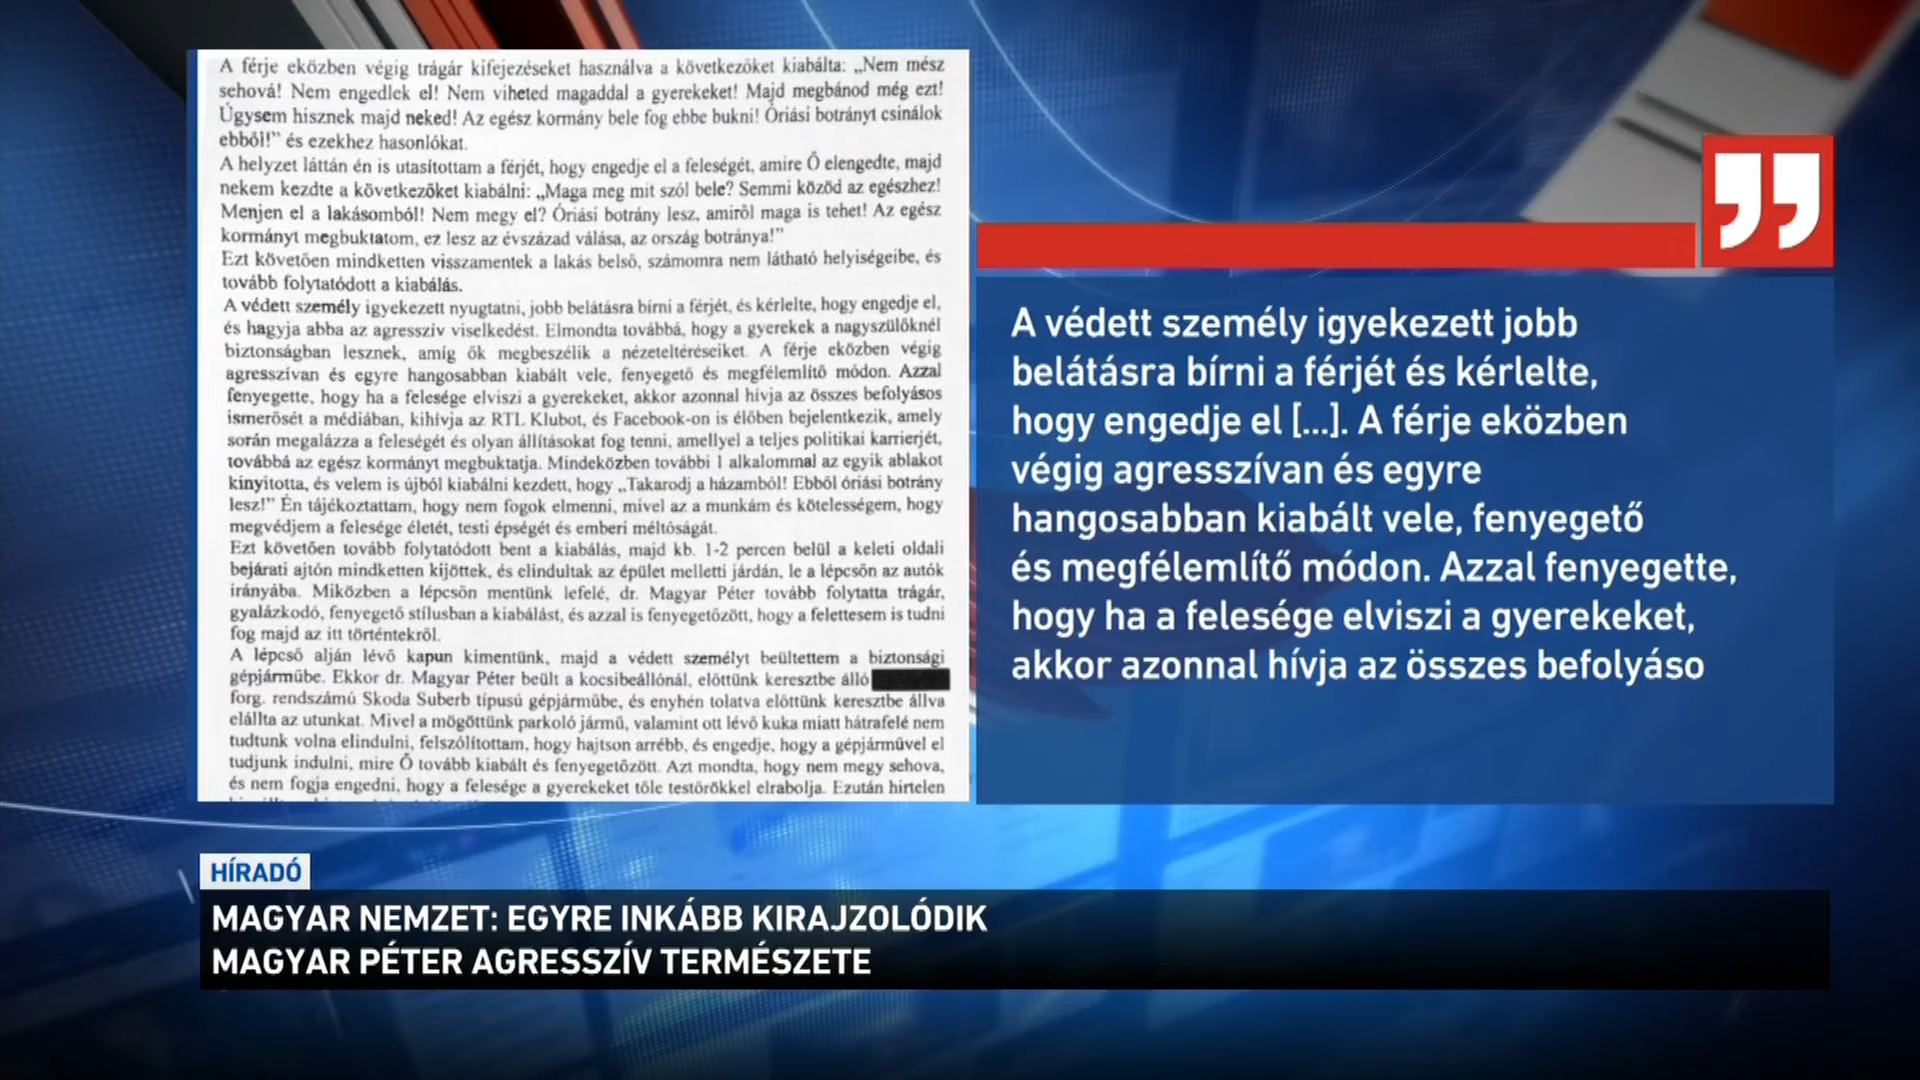 A férje eközben végig trágár kifejezéseket használva a következőket kiabálta: „Nem mész
sehová! Nem engedlek el! Nem viheted magaddal a gyerekeket! Majd megbánod még ezt!
Úgysem hisznek majd neked! Az egész kormány bele fog ebbe bukni! Óriási botrányt csinálok
ebből!” és ezekhez hasonlókat.
A helyzet láttán én is utasítottam a férjét, hogy engedje el a feleségét, amire Ő elengedte, majd
nekem kezdte a következőket kiabálni: „Maga meg mit szól bele? Semmi közöd az egészhez!
Menjen el a lakásomból! Nem megy el? Óriási botrány lesz, amiről maga is tehet! Az egész
kormányt megbuktatom, ez lesz az évszázad válása, az ország botránya!”
Ezt követően mindketten visszamentek a lakás belső, számomra nem látható helyiségeibe, és
tovább folytatódott a kiabálás.
A védett személy igyekezett nyugtatni, jobb belátásra bírni a férjét, és kérlelte, hogy engedje el,
és hagyja abba az agresszív viselkedést. Elmondta továbbá, hogy a gyerekek a nagyszülőknél
biztonságban lesznek, amíg ők megbeszélik a nézeteltéréseiket. A férje eközben végig
agresszívan és egyre hangosabban kiabált vele, fenyegető és megfélemlítő módon. Azzal
fenyegette, hogy ha a felesége elviszi a gyerekeket, akkor azonnal hívja az összes befolyásos
ismerősét a médiában, kihívja az RTL Klubot, és Facebook-on is élőben bejelentkezik, amely
során megalázza a feleségét és olyan állításokat fog tenni, amellyel a teljes politikai karrierjét,
továbbá az egész kormányt megbuktatja. Mindeközben további 1 alkalommal az egyik ablakot
kinyitotta, és velem is újból kiabálni kezdett, hogy „Takarodj a házamból! Ebből óriási botrány
lesz!” Én tájékoztattam, hogy nem fogok elmenni, mivel az a munkám és kötelességem, hogy
megvédjem a felesége életét, testi épségét és emberi méltóságát.
Ezt követően tovább folytatódott bent a kiabálás, majd kb. 1-2 percen belül a keleti oldali
bejárati ajtón mindketten kijöttek, és elindultak az épület melletti járdán, le a lépcsőn az autók
irányába. Miközben a lépcsőn mentünk lefelé, dr. Magyar Péter tovább folytatta trágár,
gyalázkodó, fenyegető stílusban a kiabálást, és azzal is fenyegetőzött, hogy a felettesem is tudni
fog majd az itt történtekről.
A lépcső alján lévő kapun kimentünk, majd a védett személyt beültettem a biztonsági
gépjárműbe. Ekkor dr. Magyar Péter beült a kocsibeállónál, előttünk keresztbe álló
forg. rendszámú Skoda Suberb típusú gépjárműbe, és enyhén tolatva előttünk keresztbe állva
elállta az utunkat. Mivel a mögöttünk parkoló jármű, valamint ott lévő kuka miatt hátrafelé nem
tudtunk volna elindulni, felszólítottam, hogy hajtson arrébb, és engedje, hogy a gépjárművel el
tudjunk indulni, mire Ő tovább kiabált és fenyegetőzött. Azt mondta, hogy nem megy sehova,
és nem fogja engedni, hogy a felesége a gyerekeket tőle testőrökkel elrabolja. Ezután hirtelen
A védett személy igyekezett jobb
belátásra bírni a férjét és kérlelte,
hogy engedje el [...]. A férje eközben
végig agresszívan és egyre
hangosabban kiabált vele, fenyegető
és megfélemlítő módon. Azzal fenyegette,
hogy ha a felesége elviszi a gyerekeket,
akkor azonnal hívja az összes befolyáso
HÍRADÓ
MAGYAR NEMZET: EGYRE INKÁBB KIRAJZOLÓDIK
MAGYAR PÉTER AGRESSZÍV TERMÉSZETE